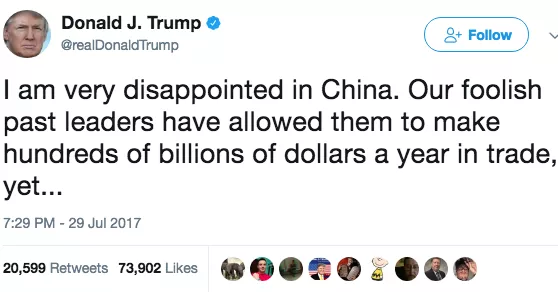 Donald J. Trump
@realDonaldTrump
Follow
I am very disappointed in China. Our foolish
past leaders have allowed them to make
hundreds of billions of dollars a year in trade,
yet...
7:29 PM - 29 Jul 2017
20,599 Retweets 73,902 Likes